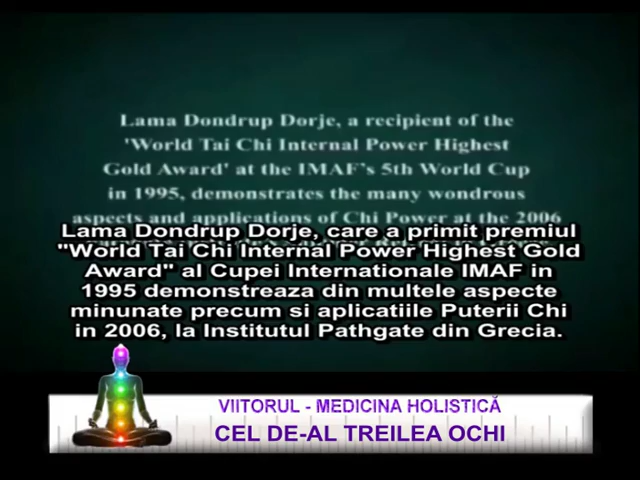 Lama Dondrup Dorje, a recipient of the
'World Tai Chi Internal Power Highest
Gold Award' at the IMAF's 5th World Cup
in 1995, demonstrates the many wondrous
aspects and applications of Chi Power at the 2006
Lama Dondrup Dorje, care a primit premiul
"World Tai Chi Internal Power Highest Gold
Award" al Cupei Internationale IMAF in
1995 demonstreaza din multele aspecte
minunate precum si aplicatiile Puterii Chi
in 2006, la Institutul Pathgate din Grecia.
VIITORUL - MEDICINA HOLISTICĂ
CEL DE-AL TREILEA OCHI